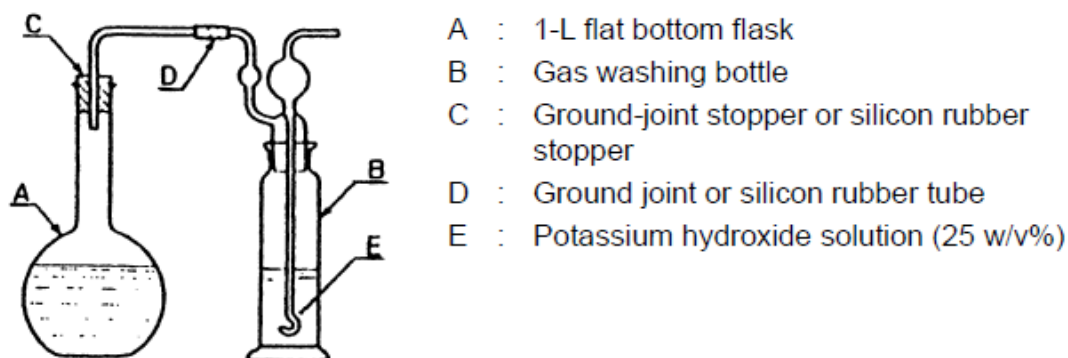 C
D
A
B
E
A : 1-L flat bottom flask
B : Gas washing bottle
C : Ground-joint stopper or silicon rubber
stopper
D : Ground joint or silicon rubber tube
E : Potassium hydroxide solution (25 w/v%)